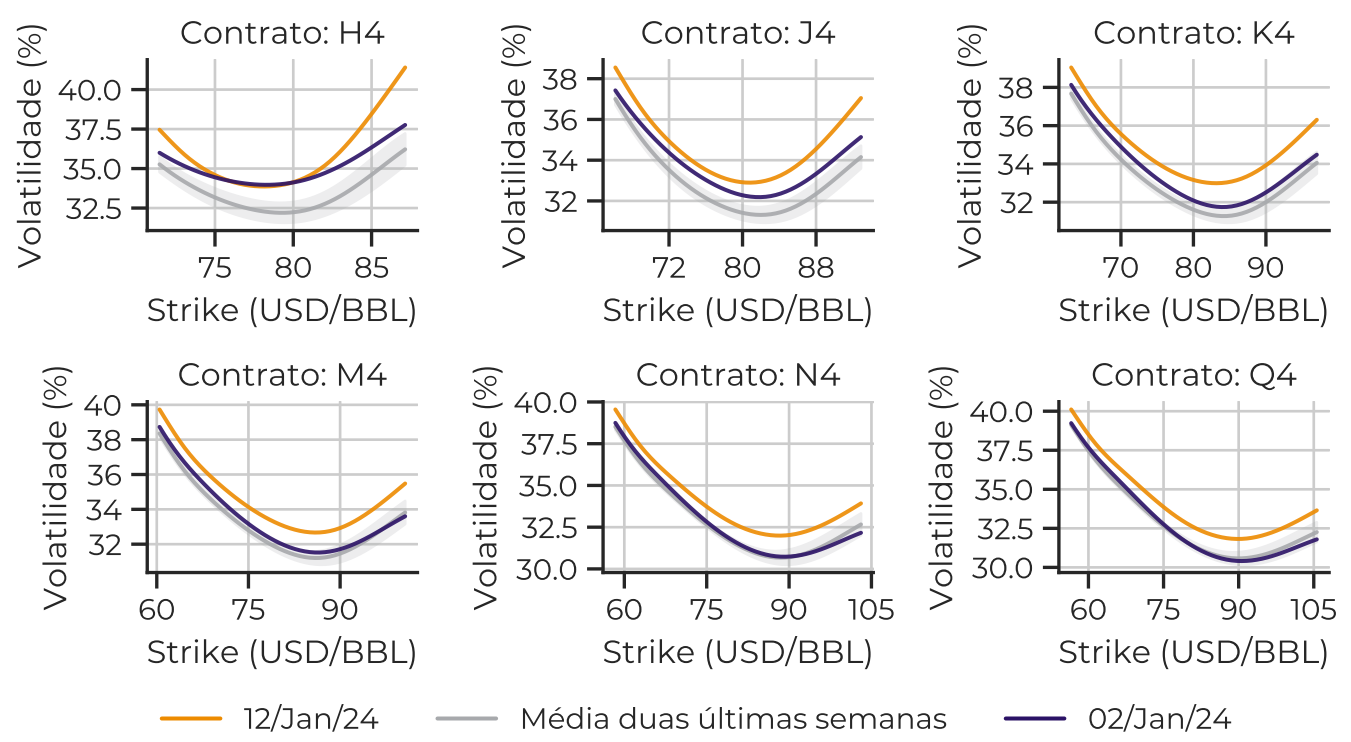 Contrato: H4
Volatilidade (%)
40.0
37.5
35.0
32.5
75 80 85
Strike (USD/BBL)
Contrato: J4
Volatilidade (%)
38
36
34
32
72 80 88
Strike (USD/BBL)
Contrato: K4
Volatilidade (%)
38
36
34
32
70 80 90
Strike (USD/BBL)
Contrato: M4
Volatilidade (%)
40
38
36
34
32
60 75 90
Strike (USD/BBL)
Contrato: N4
Volatilidade (%)
40.0
37.5
35.0
32.5
30.0
60 75 90 105
Strike (USD/BBL)
Contrato: Q4
Volatilidade (%)
40.0
37.5
35.0
32.5
30.0
60 75 90 105
Strike (USD/BBL)
12/Jan/24 Média duas últimas semanas 02/Jan/24